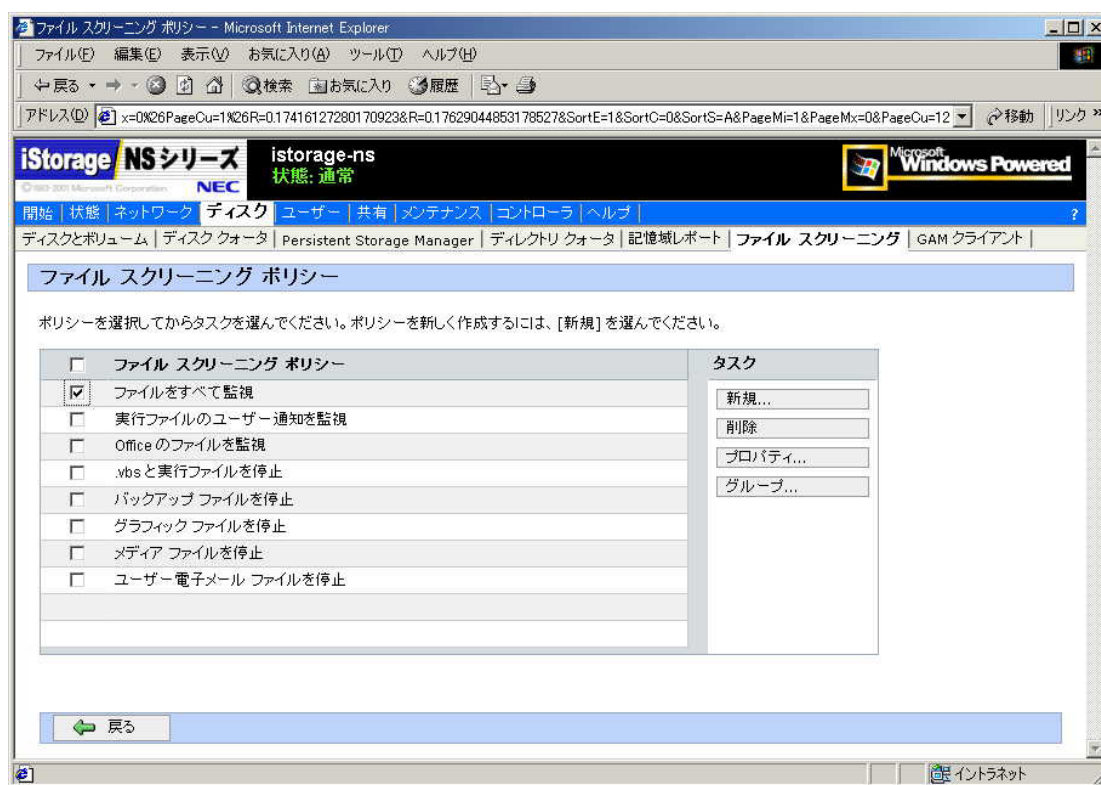 ファイル スクリーニング ポリシー - Microsoft Internet Explorer
ファイル(F) 編集(E) 表示(V) お気に入り(A) ツール(T) ヘルプ(H)
戻る 検索 お気に入り 履歴
アドレス(D) x=0%26PageCu=1%26R=0.17416127280170923&R=0.17629044853178527&SortE=1&SortC=0&SortS=A&PageMi=1&PageMx=0&PageCu=12 移動 リンク »
iStorage NSシリーズ istorage-ns Microsoft Windows Powered
状態: 通常
Microsoft Corporation NEC
開始 | 状態 | ネットワーク | ディスク | ユーザー | 共有 | メンテナンス | コントローラ | ヘルプ | ?
ディスクとボリューム | ディスク クォータ | Persistent Storage Manager | ディレクトリ クォータ | 記憶域レポート | ファイル スクリーニング | GAM クライアント |
ファイル スクリーニング ポリシー
ポリシーを選択してからタスクを選んでください。ポリシーを新しく作成するには、[新規] を選んでください。
ファイル スクリーニング ポリシー
ファイルをすべて監視
実行ファイルのユーザー通知を監視
Office のファイルを監視
.vbs と実行ファイルを停止
バックアップ ファイルを停止
グラフィック ファイルを停止
メディア ファイルを停止
ユーザー電子メール ファイルを停止
タスク
新規...
削除
プロパティ...
グループ...
戻る
イントラネット